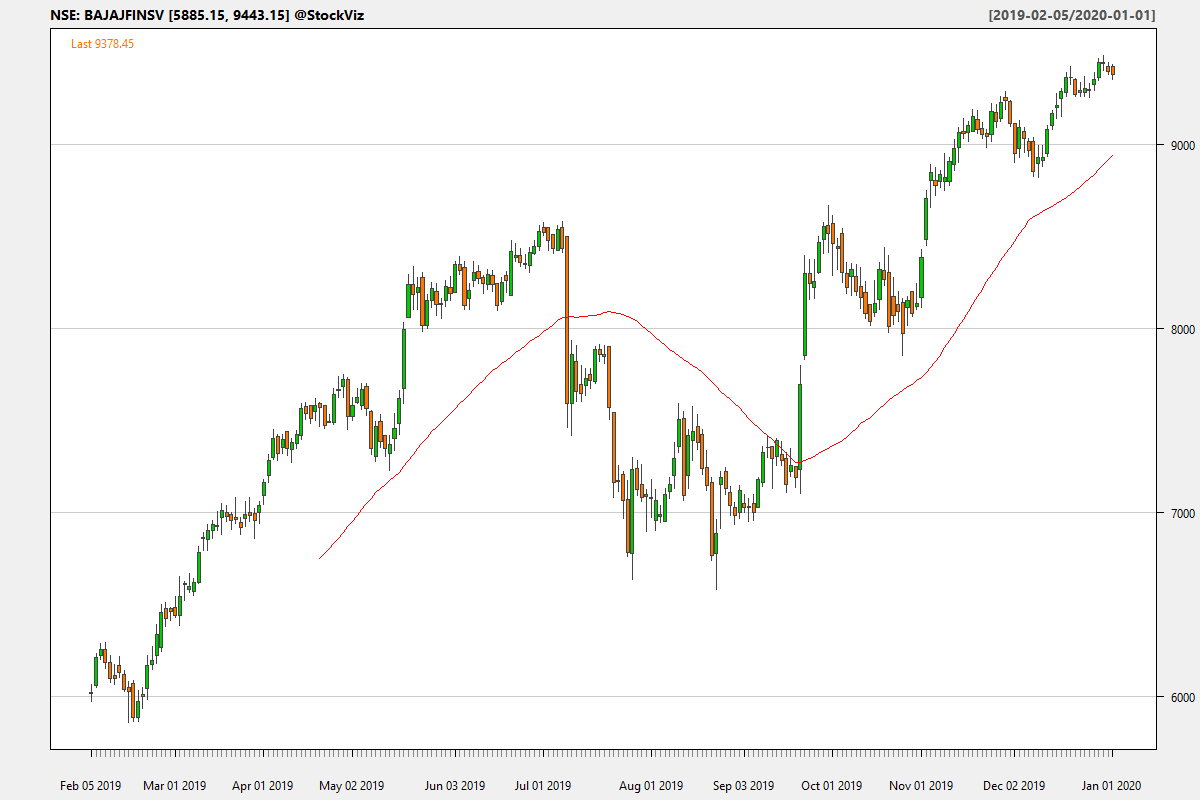 NSE: BAJAJFINSV [5885.15, 9443.15] @StockViz [2019-02-05/2020-01-01]
Last 9378.45
9000
8000
7000
6000
Feb 05 2019 Mar 01 2019 Apr 01 2019 May 02 2019 Jun 03 2019 Jul 01 2019 Aug 01 2019 Sep 03 2019 Oct 01 2019 Nov 01 2019 Dec 02 2019 Jan 01 2020